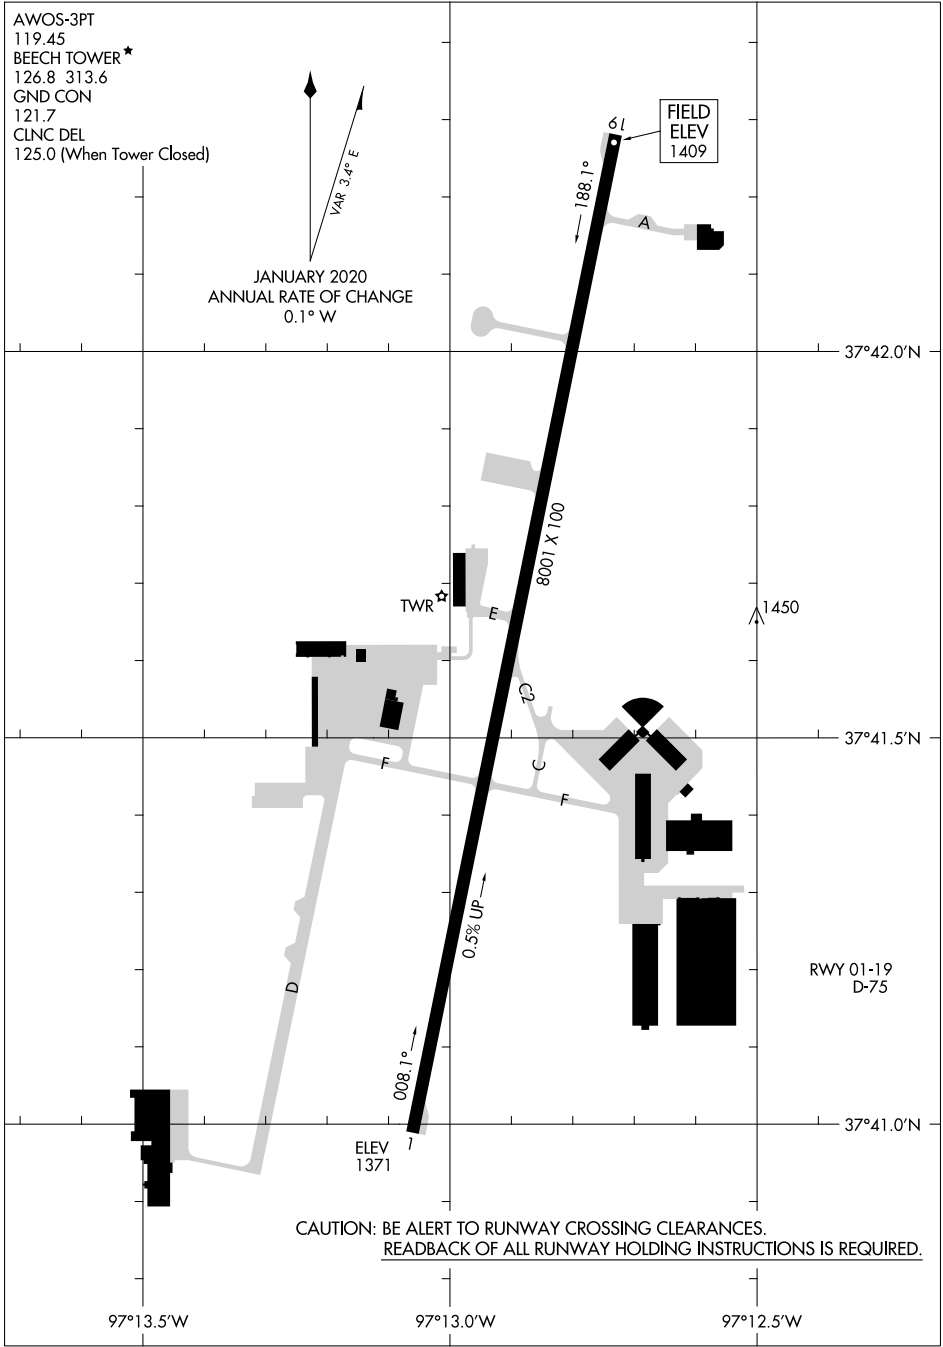 AWOS-3PT
119.45
BEECH TOWER
126.8 313.6
GND CON
121.7
CLNC DEL
125.0 (When Tower Closed)
VAR 3.4° E
JANUARY 2020
ANNUAL RATE OF CHANGE
0.1° W
19
FIELD
ELEV
1409
188.1°
A
37°42.0'N
8001 X 100
TWR
E
1450
C2
37°41.5'N
F
C
F
0.5% UP
D
RWY 01-19
D-75
008.1°
37°41.0'N
1
ELEV
1371
CAUTION: BE ALERT TO RUNWAY CROSSING CLEARANCES.
READBACK OF ALL RUNWAY HOLDING INSTRUCTIONS IS REQUIRED.
97°13.5'W
97°13.0'W
97°12.5'W